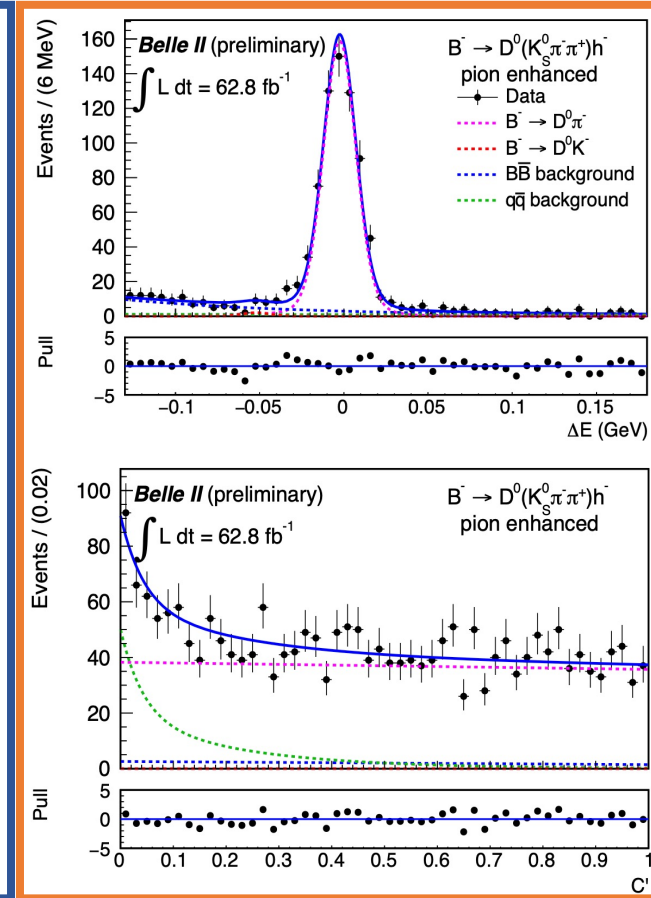 Belle II (preliminary)
∫ L dt = 62.8 fb⁻¹
B⁻ → D⁰(K⁰_Sπ⁻π⁺)h⁻
pion enhanced
Data
B⁻ → D⁰π⁻
B⁻ → D⁰K⁻
BB̅ background
qq̅ background
Events / (6 MeV)
160
140
120
100
80
60
40
20
0
Pull
5
0
−5
−0.1 −0.05 0 0.05 0.1 0.15
ΔE (GeV)
Belle II (preliminary)
∫ L dt = 62.8 fb⁻¹
B⁻ → D⁰(K⁰_Sπ⁻π⁺)h⁻
pion enhanced
Events / (0.02)
100
80
60
40
20
0
Pull
5
0
−5
0 0.1 0.2 0.3 0.4 0.5 0.6 0.7 0.8 0.9 1
C'